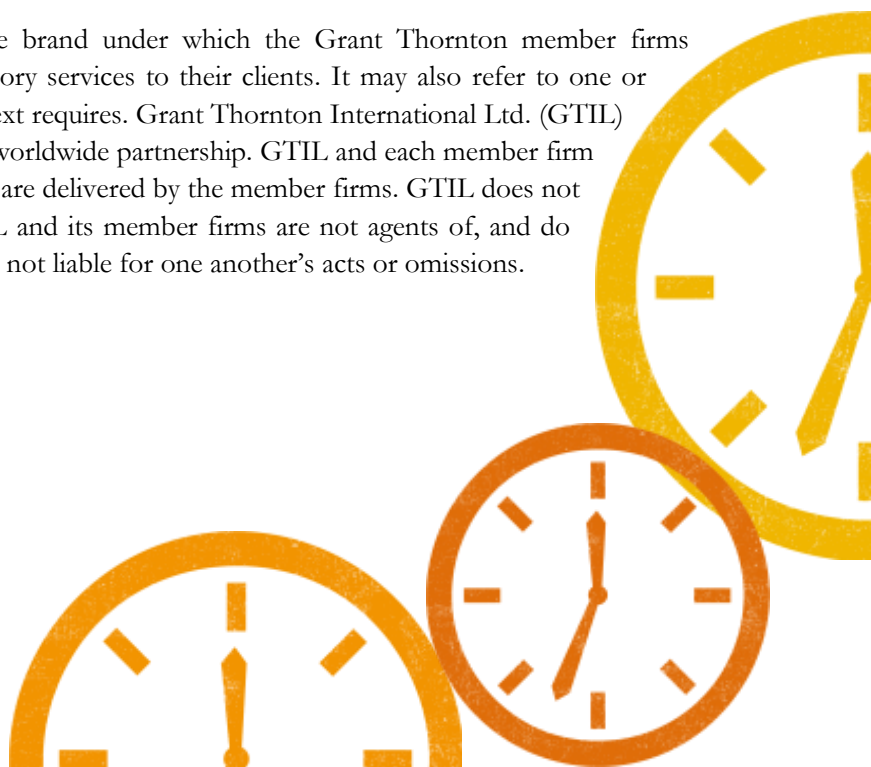 brand under which the Grant Thornton member firms
ory services to their clients. It may also refer to one or
ext requires. Grant Thornton International Ltd. (GTIL)
worldwide partnership. GTIL and each member firm
are delivered by the member firms. GTIL does not
L and its member firms are not agents of, and do
not liable for one another’s acts or omissions.